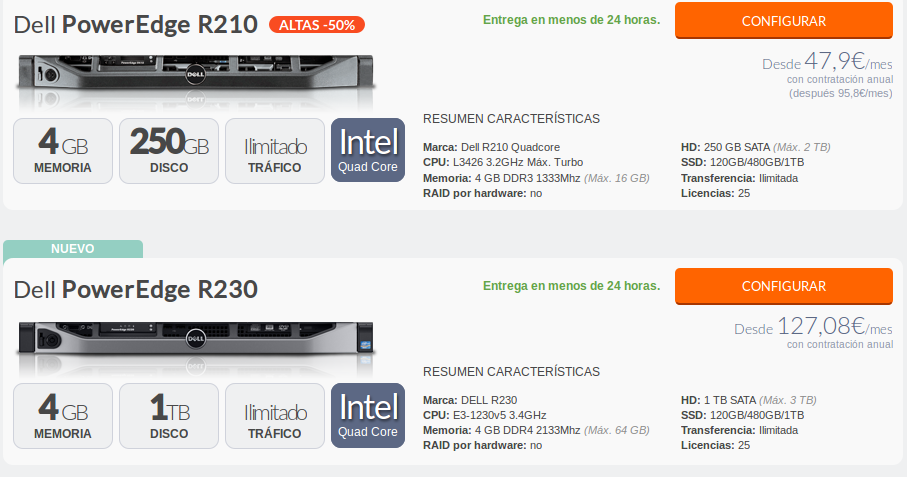 Dell PowerEdge R210 ALTAS -50%
Entrega en menos de 24 horas.
CONFIGURAR
Desde 47,9€/mes
con contratación anual
(después 95,8€/mes)
DELL
4 GB
MEMORIA
250GB
DISCO
Ilimitado
TRÁFICO
Intel
Quad Core
RESUMEN CARACTERÍSTICAS
Marca: Dell R210 Quadcore
CPU: L3426 3.2GHz Máx. Turbo
Memoria: 4 GB DDR3 1333Mhz (Máx. 16 GB)
RAID por hardware: no
HD: 250 GB SATA (Máx. 2 TB)
SSD: 120GB/480GB/1TB
Transferencia: Ilimitada
Licencias: 25
NUEVO
Dell PowerEdge R230
Entrega en menos de 24 horas.
CONFIGURAR
Desde 127,08€/mes
con contratación anual
DELL
4 GB
MEMORIA
1TB
DISCO
Ilimitado
TRÁFICO
Intel
Quad Core
RESUMEN CARACTERÍSTICAS
Marca: DELL R230
CPU: E3-1230v5 3.4GHz
Memoria: 4 GB DDR4 2133Mhz (Máx. 64 GB)
RAID por hardware: no
HD: 1 TB SATA (Máx. 3 TB)
SSD: 120GB/480GB/1TB
Transferencia: Ilimitada
Licencias: 25